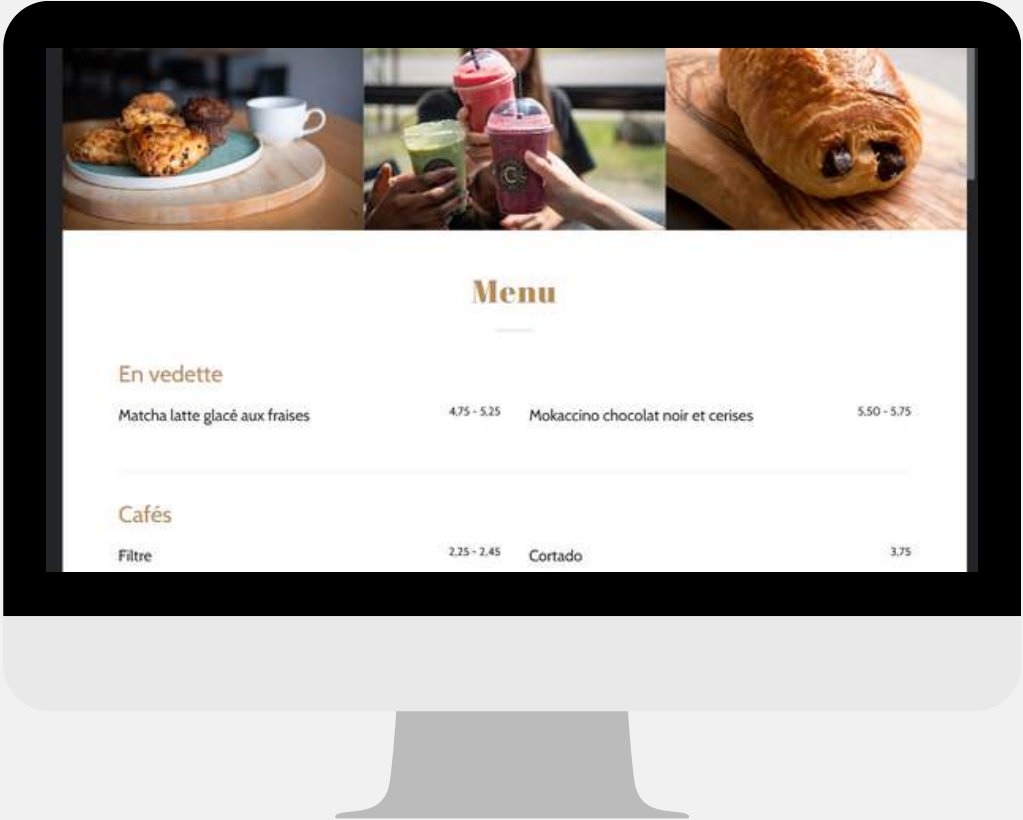 Menu
En vedette
Matcha latte glacé aux fraises 4,75 - 5,25 Mokaccino chocolat noir et cerises 5,50 - 5,75
Cafés
Filtre 2,25 - 2,45 Cortado 3,75